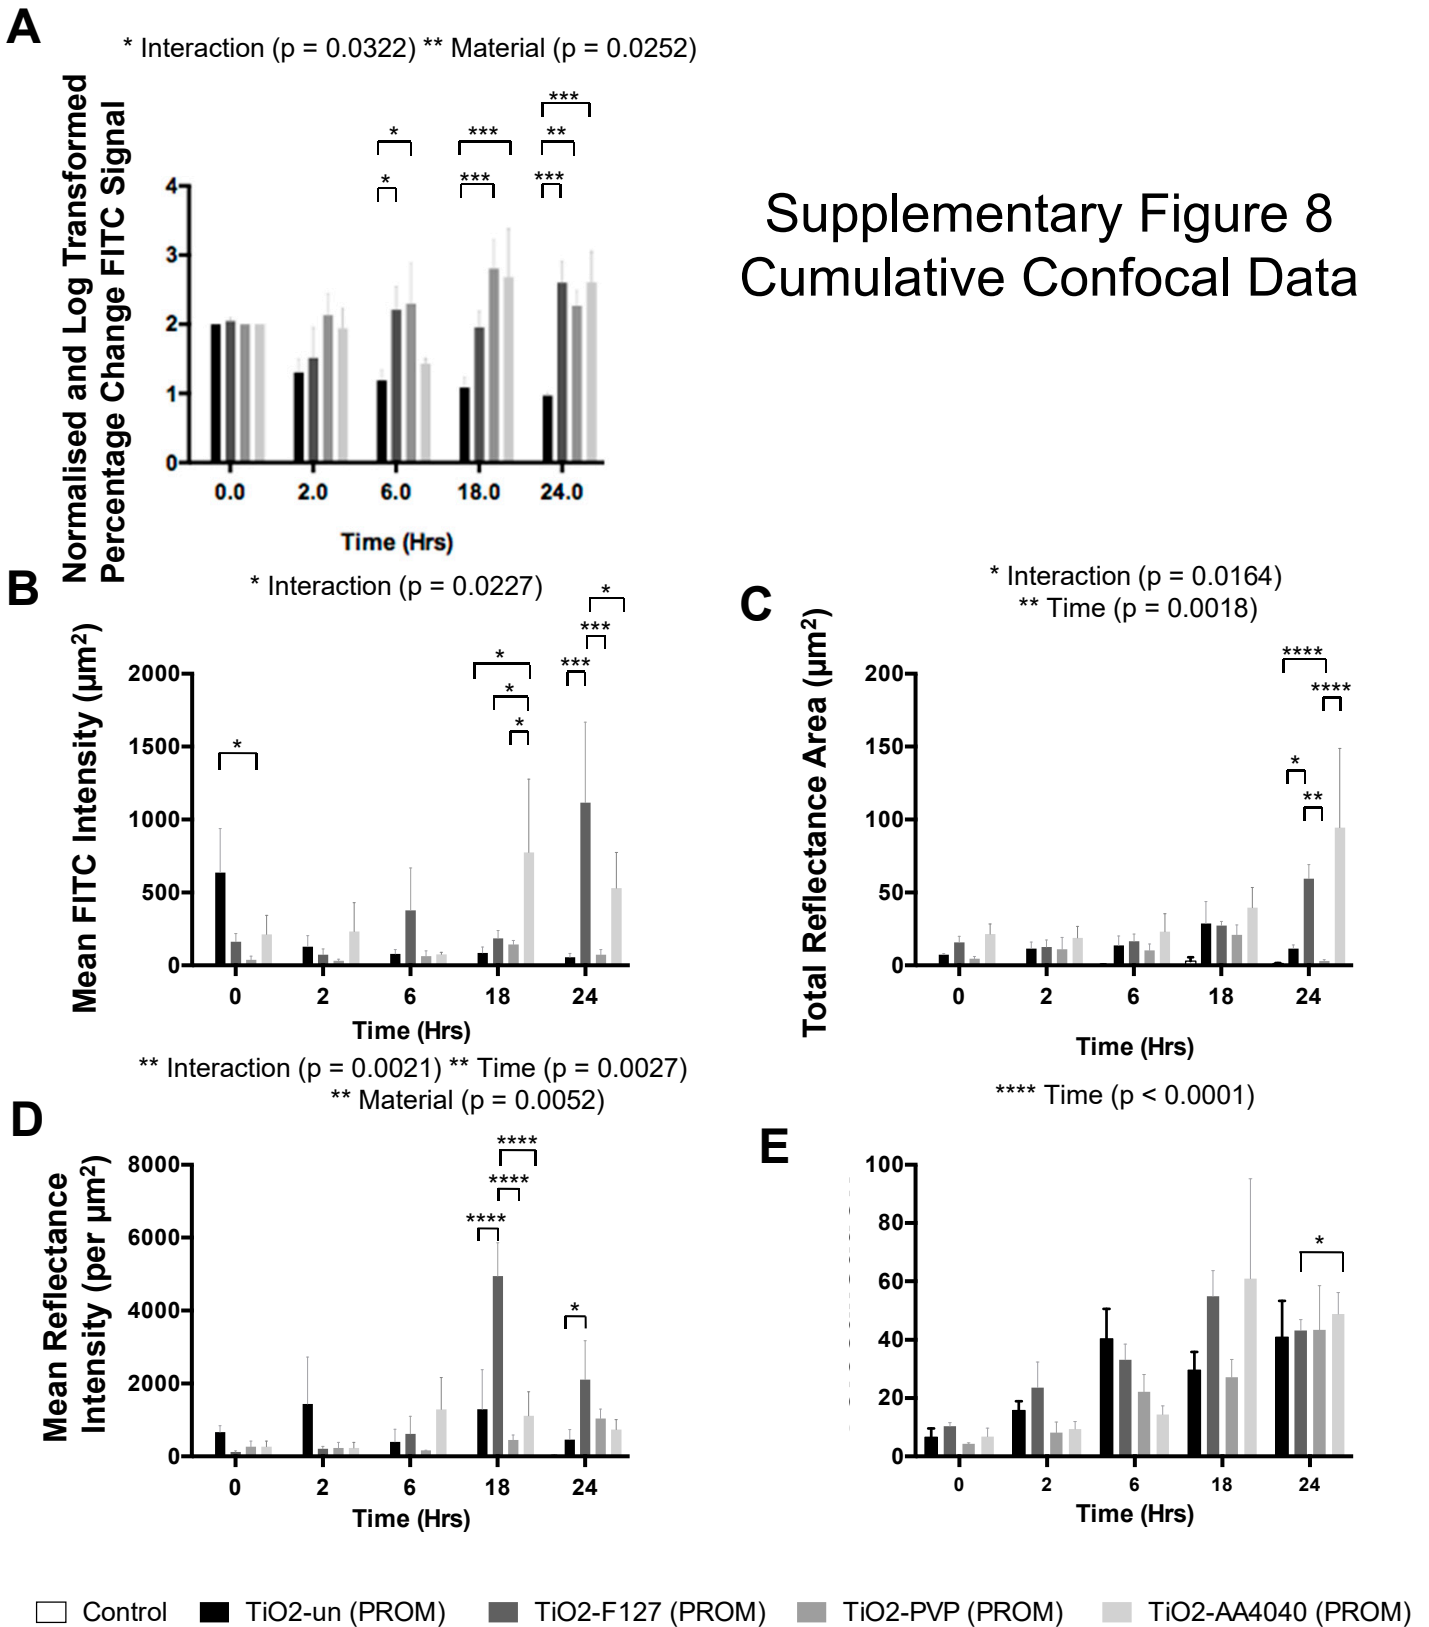 A
* Interaction (p = 0.0322) ** Material (p = 0.0252)
Normalised and Log Transformed
Percentage Change FITC Signal
***
* *** **
* *** ***
4
3
2
1
0
0.0 2.0 6.0 18.0 24.0
Time (Hrs)
Supplementary Figure 8
Cumulative Confocal Data
B
* Interaction (p = 0.0227)
Mean FITC Intensity (µm²)
*
***
* ***
*
*
*
2000
1500
1000
500
0
0 2 6 18 24
Time (Hrs)
C
* Interaction (p = 0.0164)
** Time (p = 0.0018)
Total Reflectance Area (µm²)
****
****
*
**
200
150
100
50
0
0 2 6 18 24
Time (Hrs)
D
** Interaction (p = 0.0021) ** Time (p = 0.0027)
** Material (p = 0.0052)
Mean Reflectance
Intensity (per µm²)
****
****
****
*
8000
6000
4000
2000
0
0 2 6 18 24
Time (Hrs)
E
**** Time (p < 0.0001)
*
100
80
60
40
20
0
0 2 6 18 24
Time (Hrs)
Control TiO2-un (PROM) TiO2-F127 (PROM) TiO2-PVP (PROM) TiO2-AA4040 (PROM)